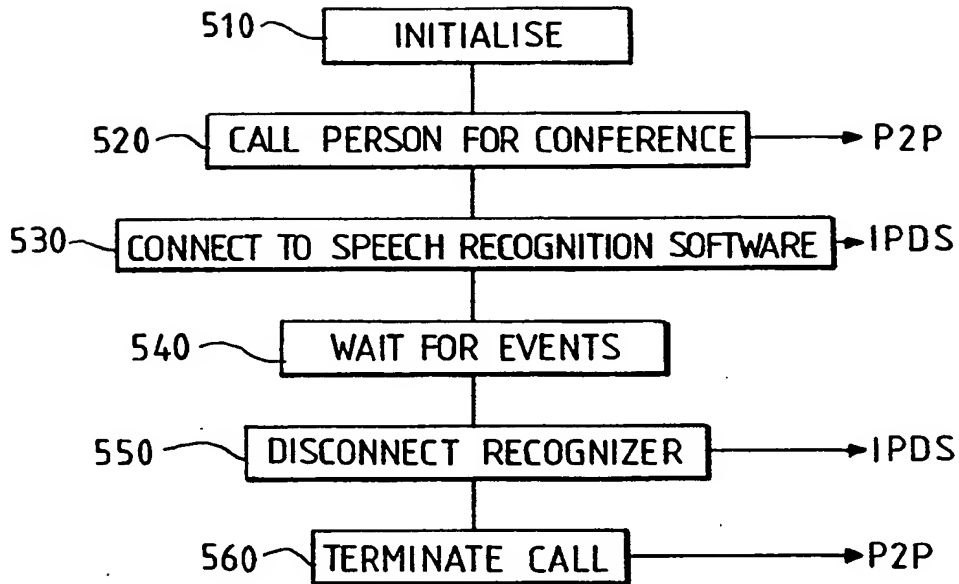 510 INITIALISE
520 CALL PERSON FOR CONFERENCE P2P
530 CONNECT TO SPEECH RECOGNITION SOFTWARE IPDS
540 WAIT FOR EVENTS
550 DISCONNECT RECOGNIZER IPDS
560 TERMINATE CALL P2P